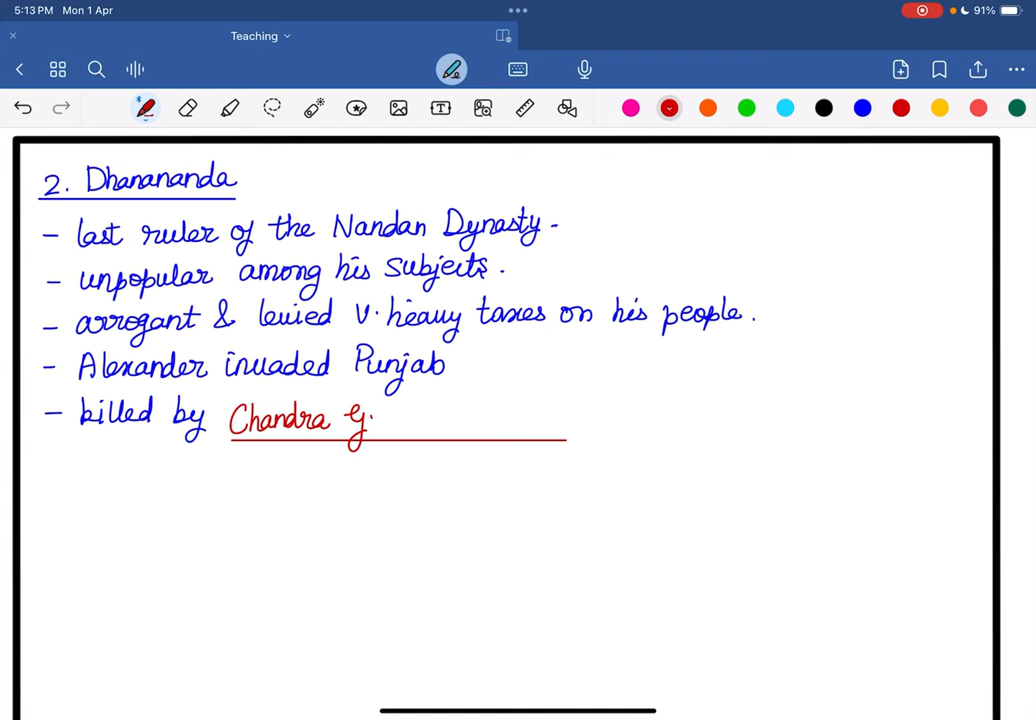 5:13 PM Mon 1 Apr
91%
Teaching
2. Dhanananda
- last ruler of the Nandan Dynasty.
- unpopular among his subjects.
- arrogant & levied v. heavy taxes on his people.
- Alexander invaded Punjab
- killed by Chandra G.